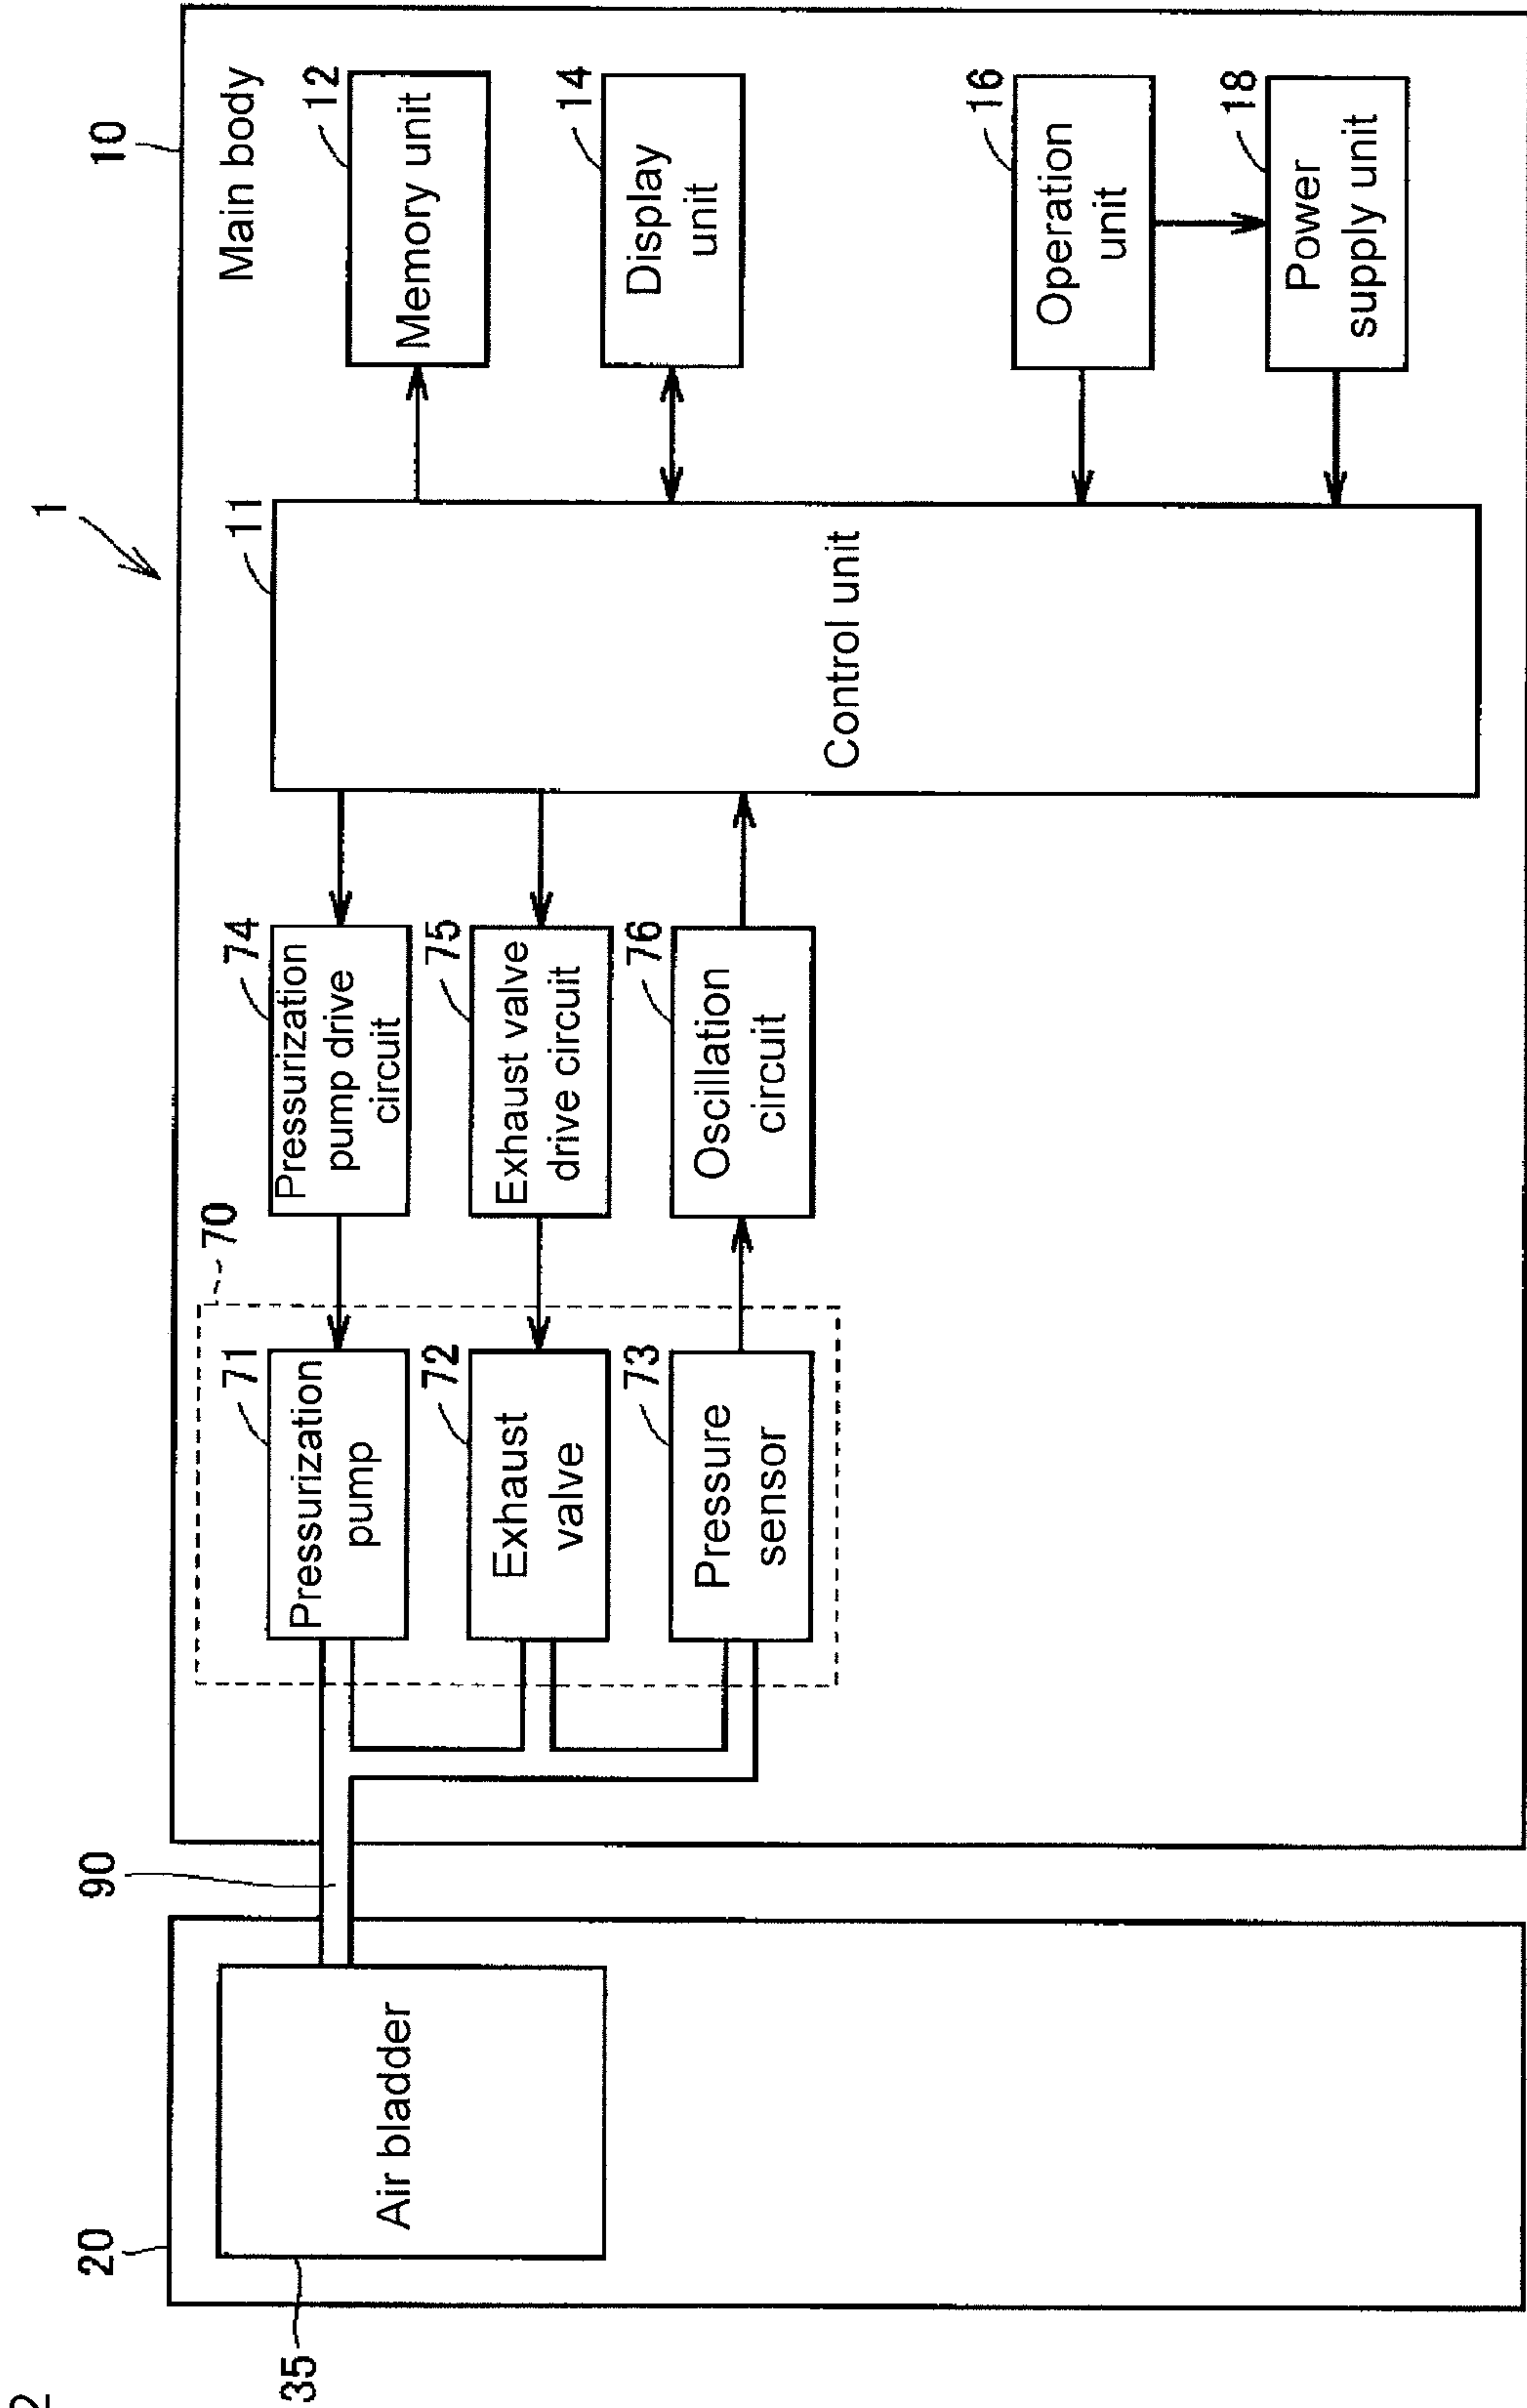 2
1
10
20
90
35
Air bladder
Main body
70
71
Pressurization
pump
74
Pressurization
pump drive
circuit
11
Control unit
12
Memory unit
72
Exhaust
valve
75
Exhaust valve
drive circuit
14
Display
unit
73
Pressure
sensor
76
Oscillation
circuit
16
Operation
unit
18
Power
supply unit